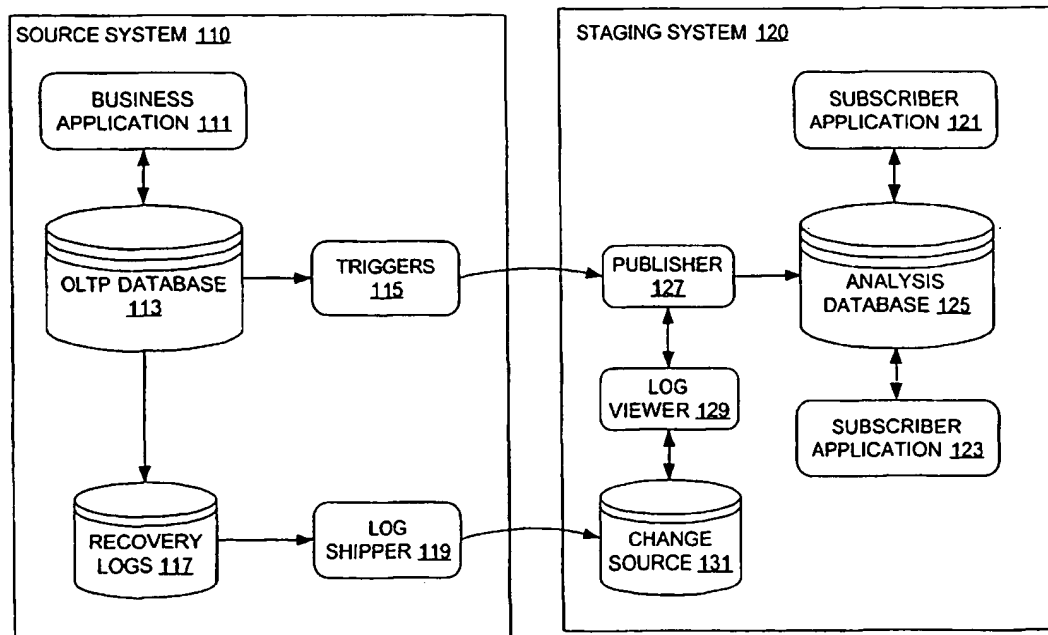 SOURCE SYSTEM 110
BUSINESS
APPLICATION 111
OLTP DATABASE
113
TRIGGERS
115
RECOVERY
LOGS 117
LOG
SHIPPER 119
STAGING SYSTEM 120
SUBSCRIBER
APPLICATION 121
PUBLISHER
127
ANALYSIS
DATABASE 125
LOG
VIEWER 129
SUBSCRIBER
APPLICATION 123
CHANGE
SOURCE 131